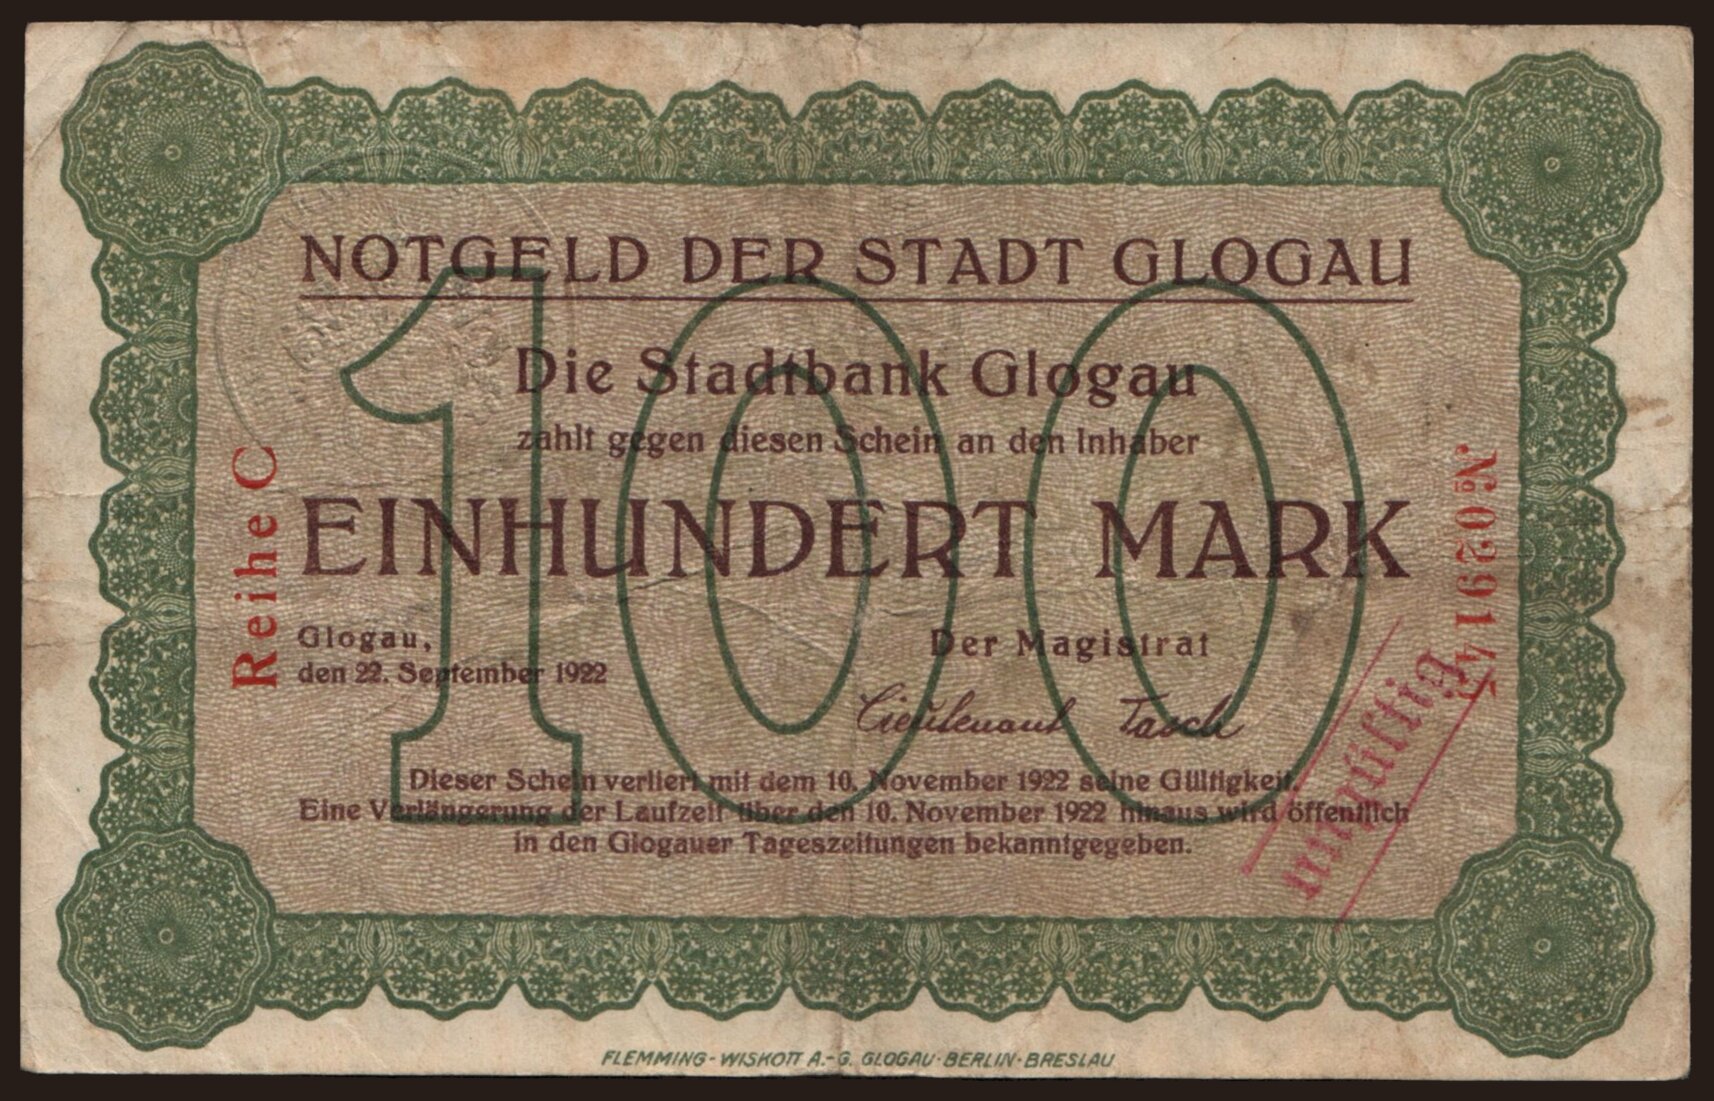 NOTGELD DER STADT GLOGAU
100
Die Stadtbank Glogau
zahlt gegen diesen Schein an den Inhaber
EINHUNDERT MARK
Reihe C
№ 029145
Glogau,
den 22. September 1922
Der Magistrat
Tasch
Dieser Schein verliert mit dem 10. November 1922 seine Gültigkeit.
Eine Verlängerung der Laufzeit über den 10. November 1922 hinaus wird öffentlich
in den Glogauer Tageszeitungen bekanntgegeben.
ungültig
FLEMMING-WISKOTT A.-G. GLOGAU·BERLIN·BRESLAU